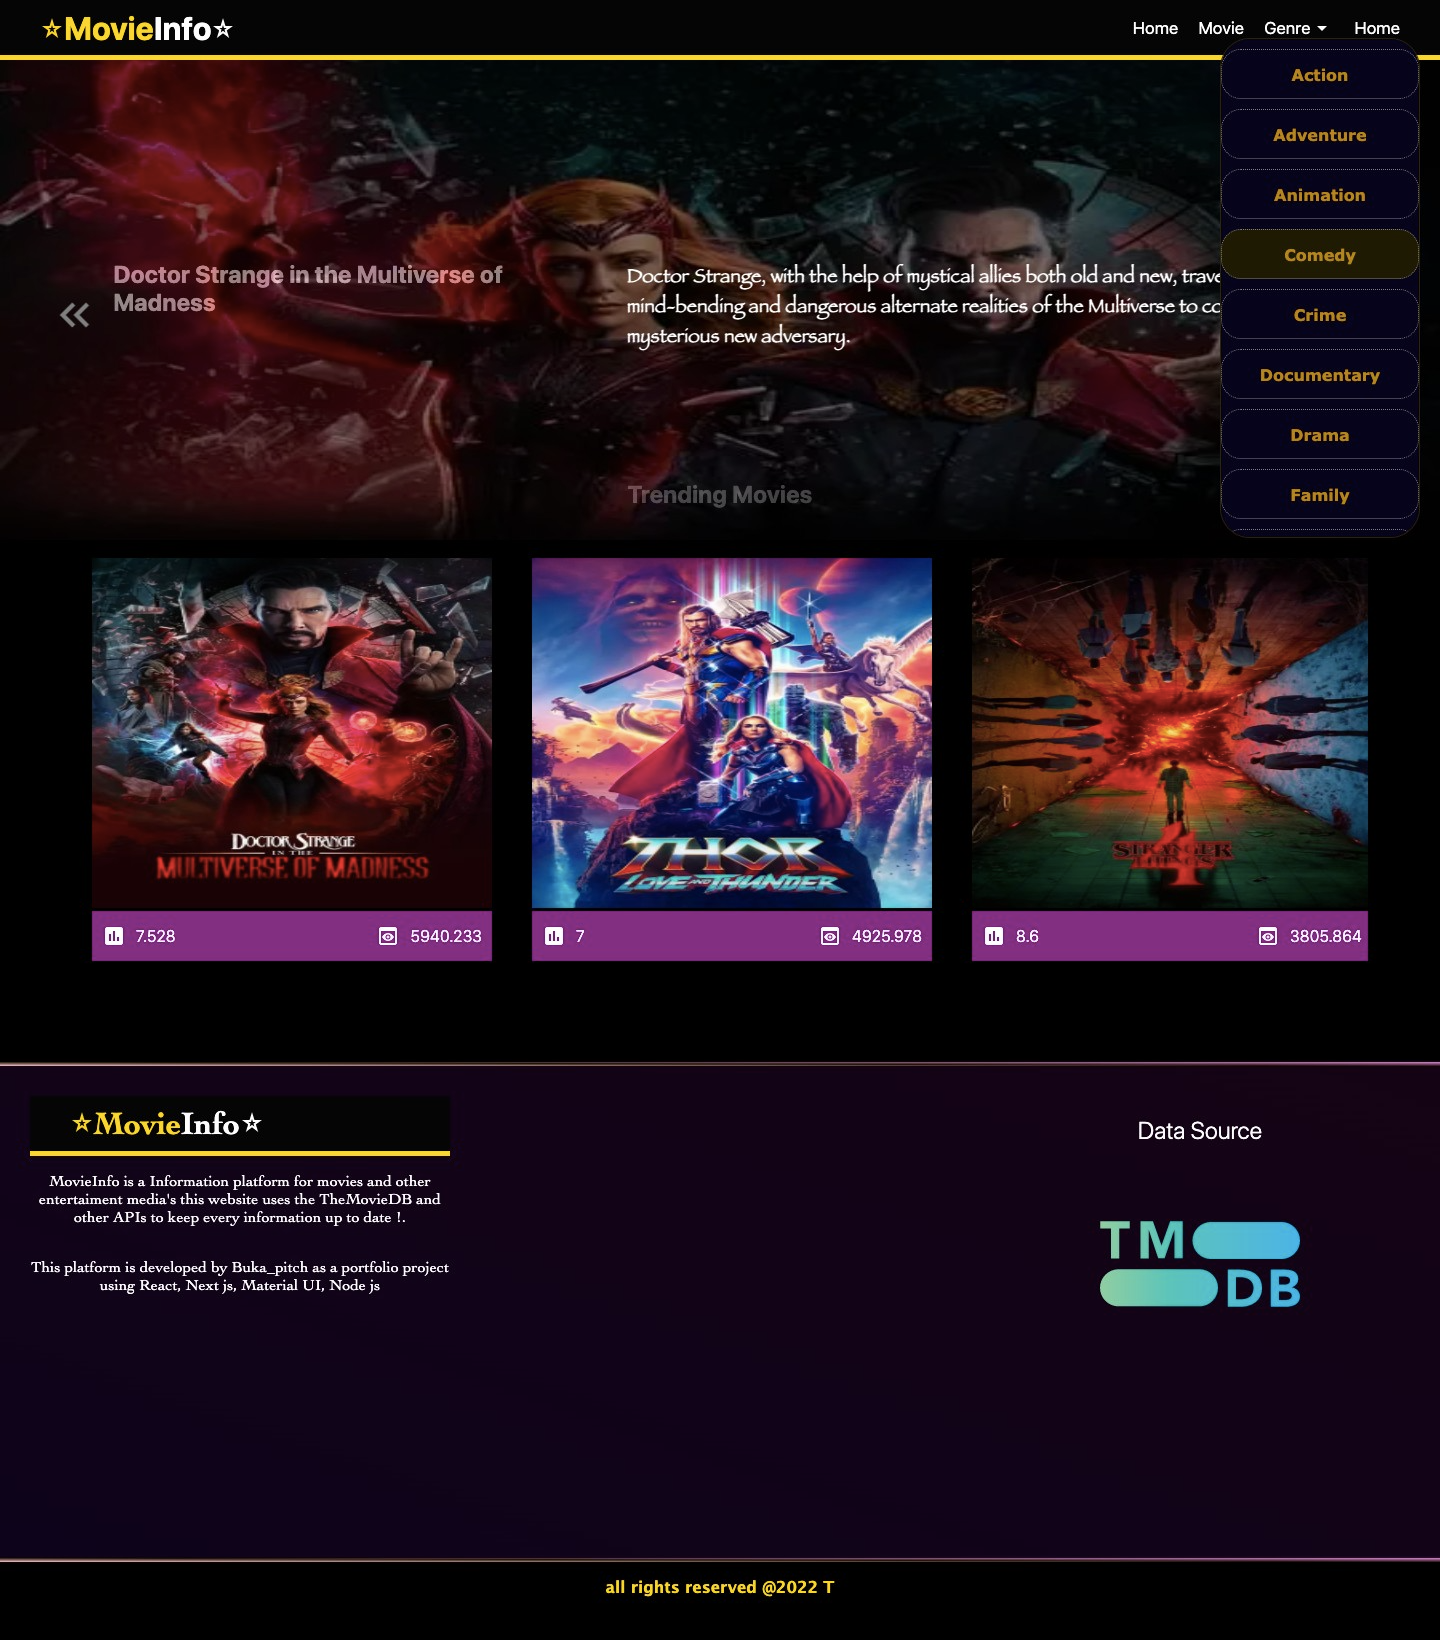 ☆MovieInfo☆
Home Movie Genre Home
Action
Adventure
Animation
Comedy
Crime
Documentary
Drama
Family
Doctor Strange in the Multiverse of
Madness
Doctor Strange, with the help of mystical allies both old and new, trave
mind-bending and dangerous alternate realities of the Multiverse to co
mysterious new adversary.
Trending Movies
DOCTOR STRANGE
IN THE
MULTIVERSE OF MADNESS
THOR
LOVE AND THUNDER
STRANGER
THINGS
4
7.528 5940.233
7 4925.978
8.6 3805.864
☆MovieInfo☆
MovieInfo is a Information platform for movies and other
entertaiment media's this website uses the TheMovieDB and
other APIs to keep every information up to date !.
This platform is developed by Buka_pitch as a portfolio project
using React, Next js, Material UI, Node js
Data Source
TM
DB
all rights reserved @2022 T